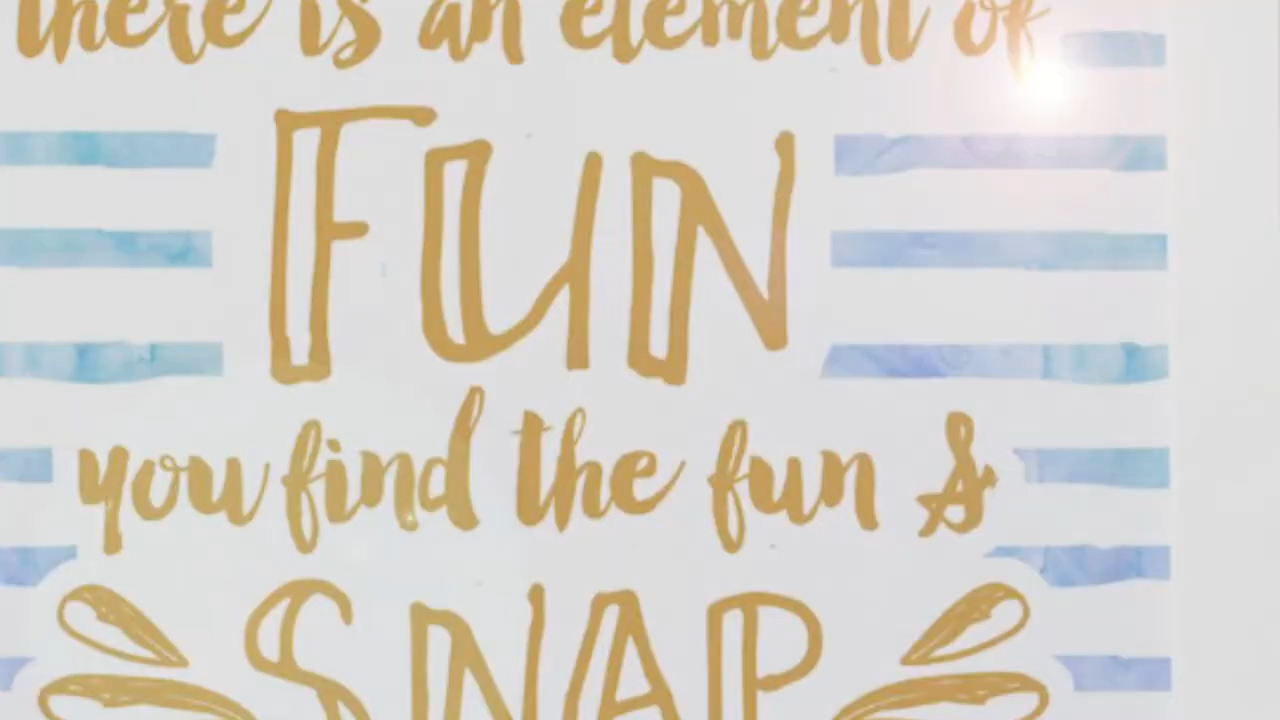 there is an element of
FUN
you find the fun &
SNAP